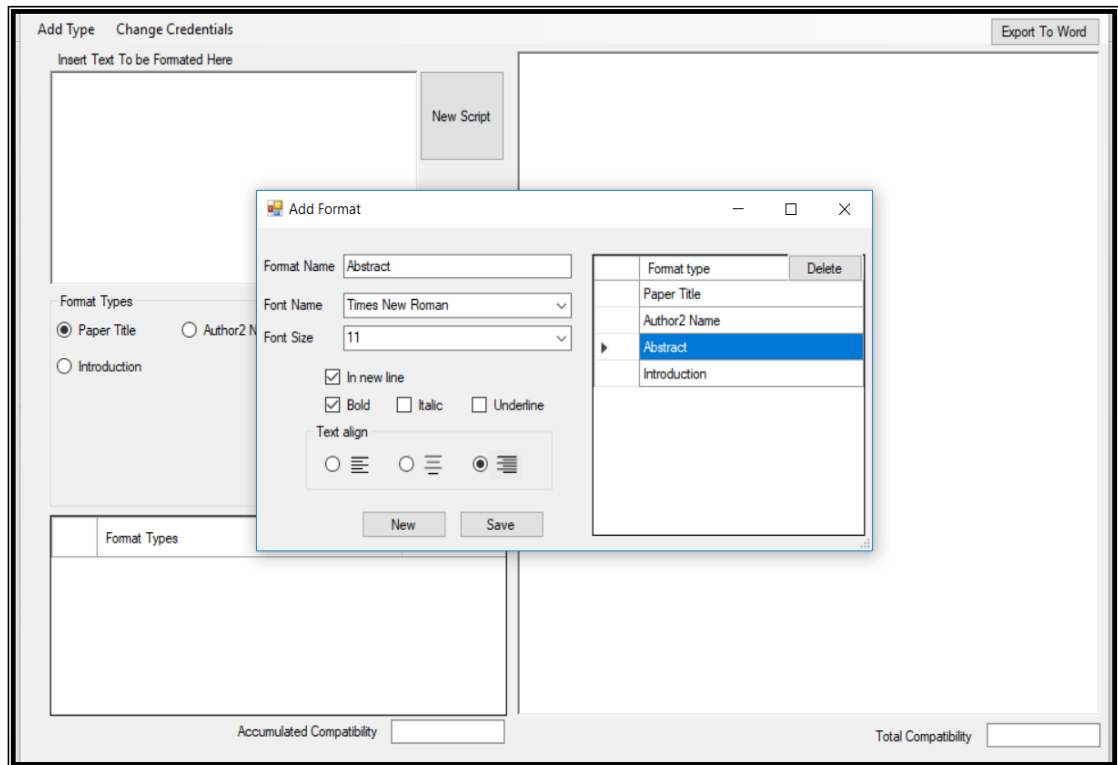 Add Type Change Credentials Export To Word
Insert Text To be Formated Here
New Script
Add Format
Format Name Abstract
Font Name Times New Roman
Font Size 11
In new line
Bold Italic Underline
Text align
New Save
Format type Delete
Paper Title
Author2 Name
Abstract
Introduction
Format Types
Paper Title Author2 N
Introduction
Format Types
Accumulated Compatibility
Total Compatibility